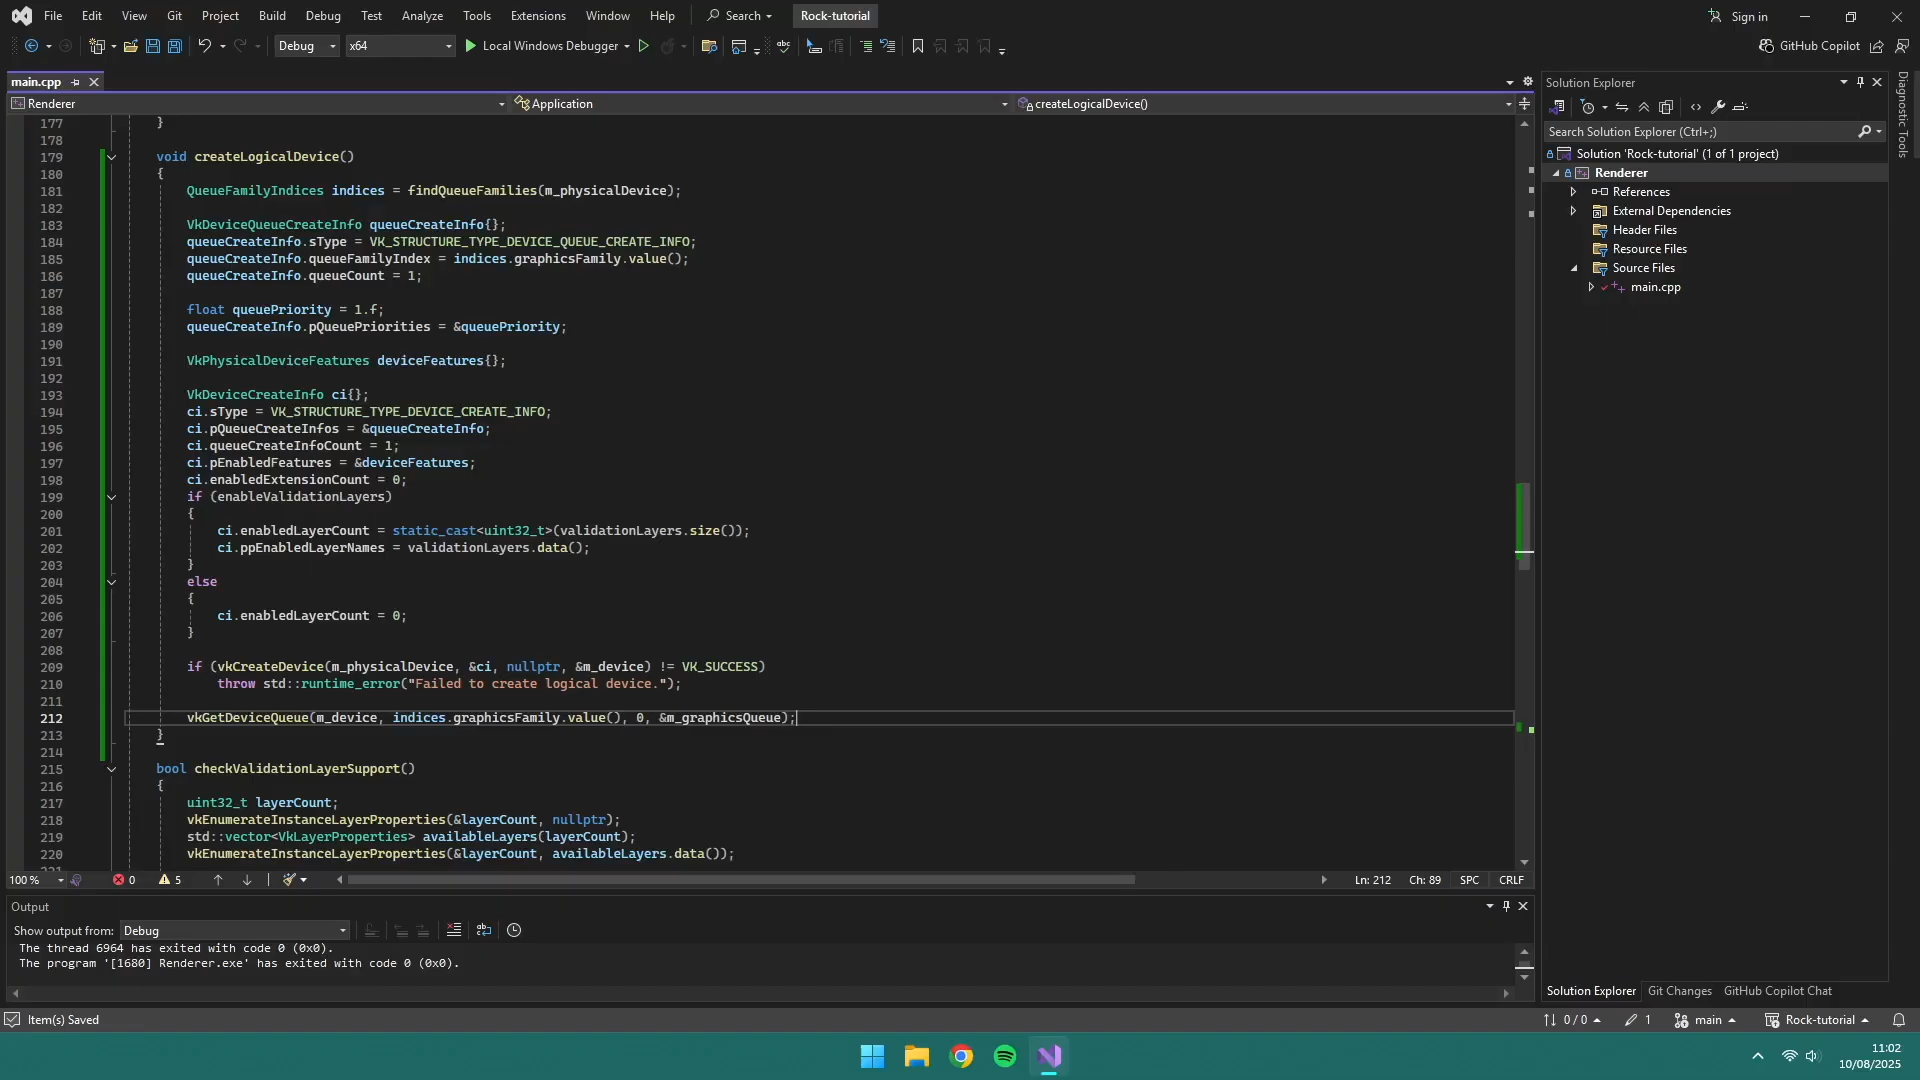 File Edit View Git Project Build Debug Test Analyze Tools Extensions Window Help Search Rock-tutorial Sign in
Debug x64 Local Windows Debugger GitHub Copilot
main.cpp
Renderer Application createLogicalDevice()
177 }
178
179 void createLogicalDevice()
180 {
181 QueueFamilyIndices indices = findQueueFamilies(m_physicalDevice);
182
183 VkDeviceQueueCreateInfo queueCreateInfo{};
184 queueCreateInfo.sType = VK_STRUCTURE_TYPE_DEVICE_QUEUE_CREATE_INFO;
185 queueCreateInfo.queueFamilyIndex = indices.graphicsFamily.value();
186 queueCreateInfo.queueCount = 1;
187
188 float queuePriority = 1.f;
189 queueCreateInfo.pQueuePriorities = &queuePriority;
190
191 VkPhysicalDeviceFeatures deviceFeatures{};
192
193 VkDeviceCreateInfo ci{};
194 ci.sType = VK_STRUCTURE_TYPE_DEVICE_CREATE_INFO;
195 ci.pQueueCreateInfos = &queueCreateInfo;
196 ci.queueCreateInfoCount = 1;
197 ci.pEnabledFeatures = &deviceFeatures;
198 ci.enabledExtensionCount = 0;
199 if (enableValidationLayers)
200 {
201 ci.enabledLayerCount = static_cast<uint32_t>(validationLayers.size());
202 ci.ppEnabledLayerNames = validationLayers.data();
203 }
204 else
205 {
206 ci.enabledLayerCount = 0;
207 }
208
209 if (vkCreateDevice(m_physicalDevice, &ci, nullptr, &m_device) != VK_SUCCESS)
210 throw std::runtime_error("Failed to create logical device.");
211
212 vkGetDeviceQueue(m_device, indices.graphicsFamily.value(), 0, &m_graphicsQueue);
213 }
214
215 bool checkValidationLayerSupport()
216 {
217 uint32_t layerCount;
218 vkEnumerateInstanceLayerProperties(&layerCount, nullptr);
219 std::vector<VkLayerProperties> availableLayers(layerCount);
220 vkEnumerateInstanceLayerProperties(&layerCount, availableLayers.data());
100 % 0 5 Ln: 212 Ch: 89 SPC CRLF
Output
Show output from: Debug
The thread 6964 has exited with code 0 (0x0).
The program '[1680] Renderer.exe' has exited with code 0 (0x0).
Solution Explorer
Search Solution Explorer (Ctrl+;)
Solution 'Rock-tutorial' (1 of 1 project)
Renderer
References
External Dependencies
Header Files
Resource Files
Source Files
main.cpp
Solution Explorer Git Changes GitHub Copilot Chat
Diagnostic Tools
Item(s) Saved 0 / 0 1 main Rock-tutorial
11:02
10/08/2025